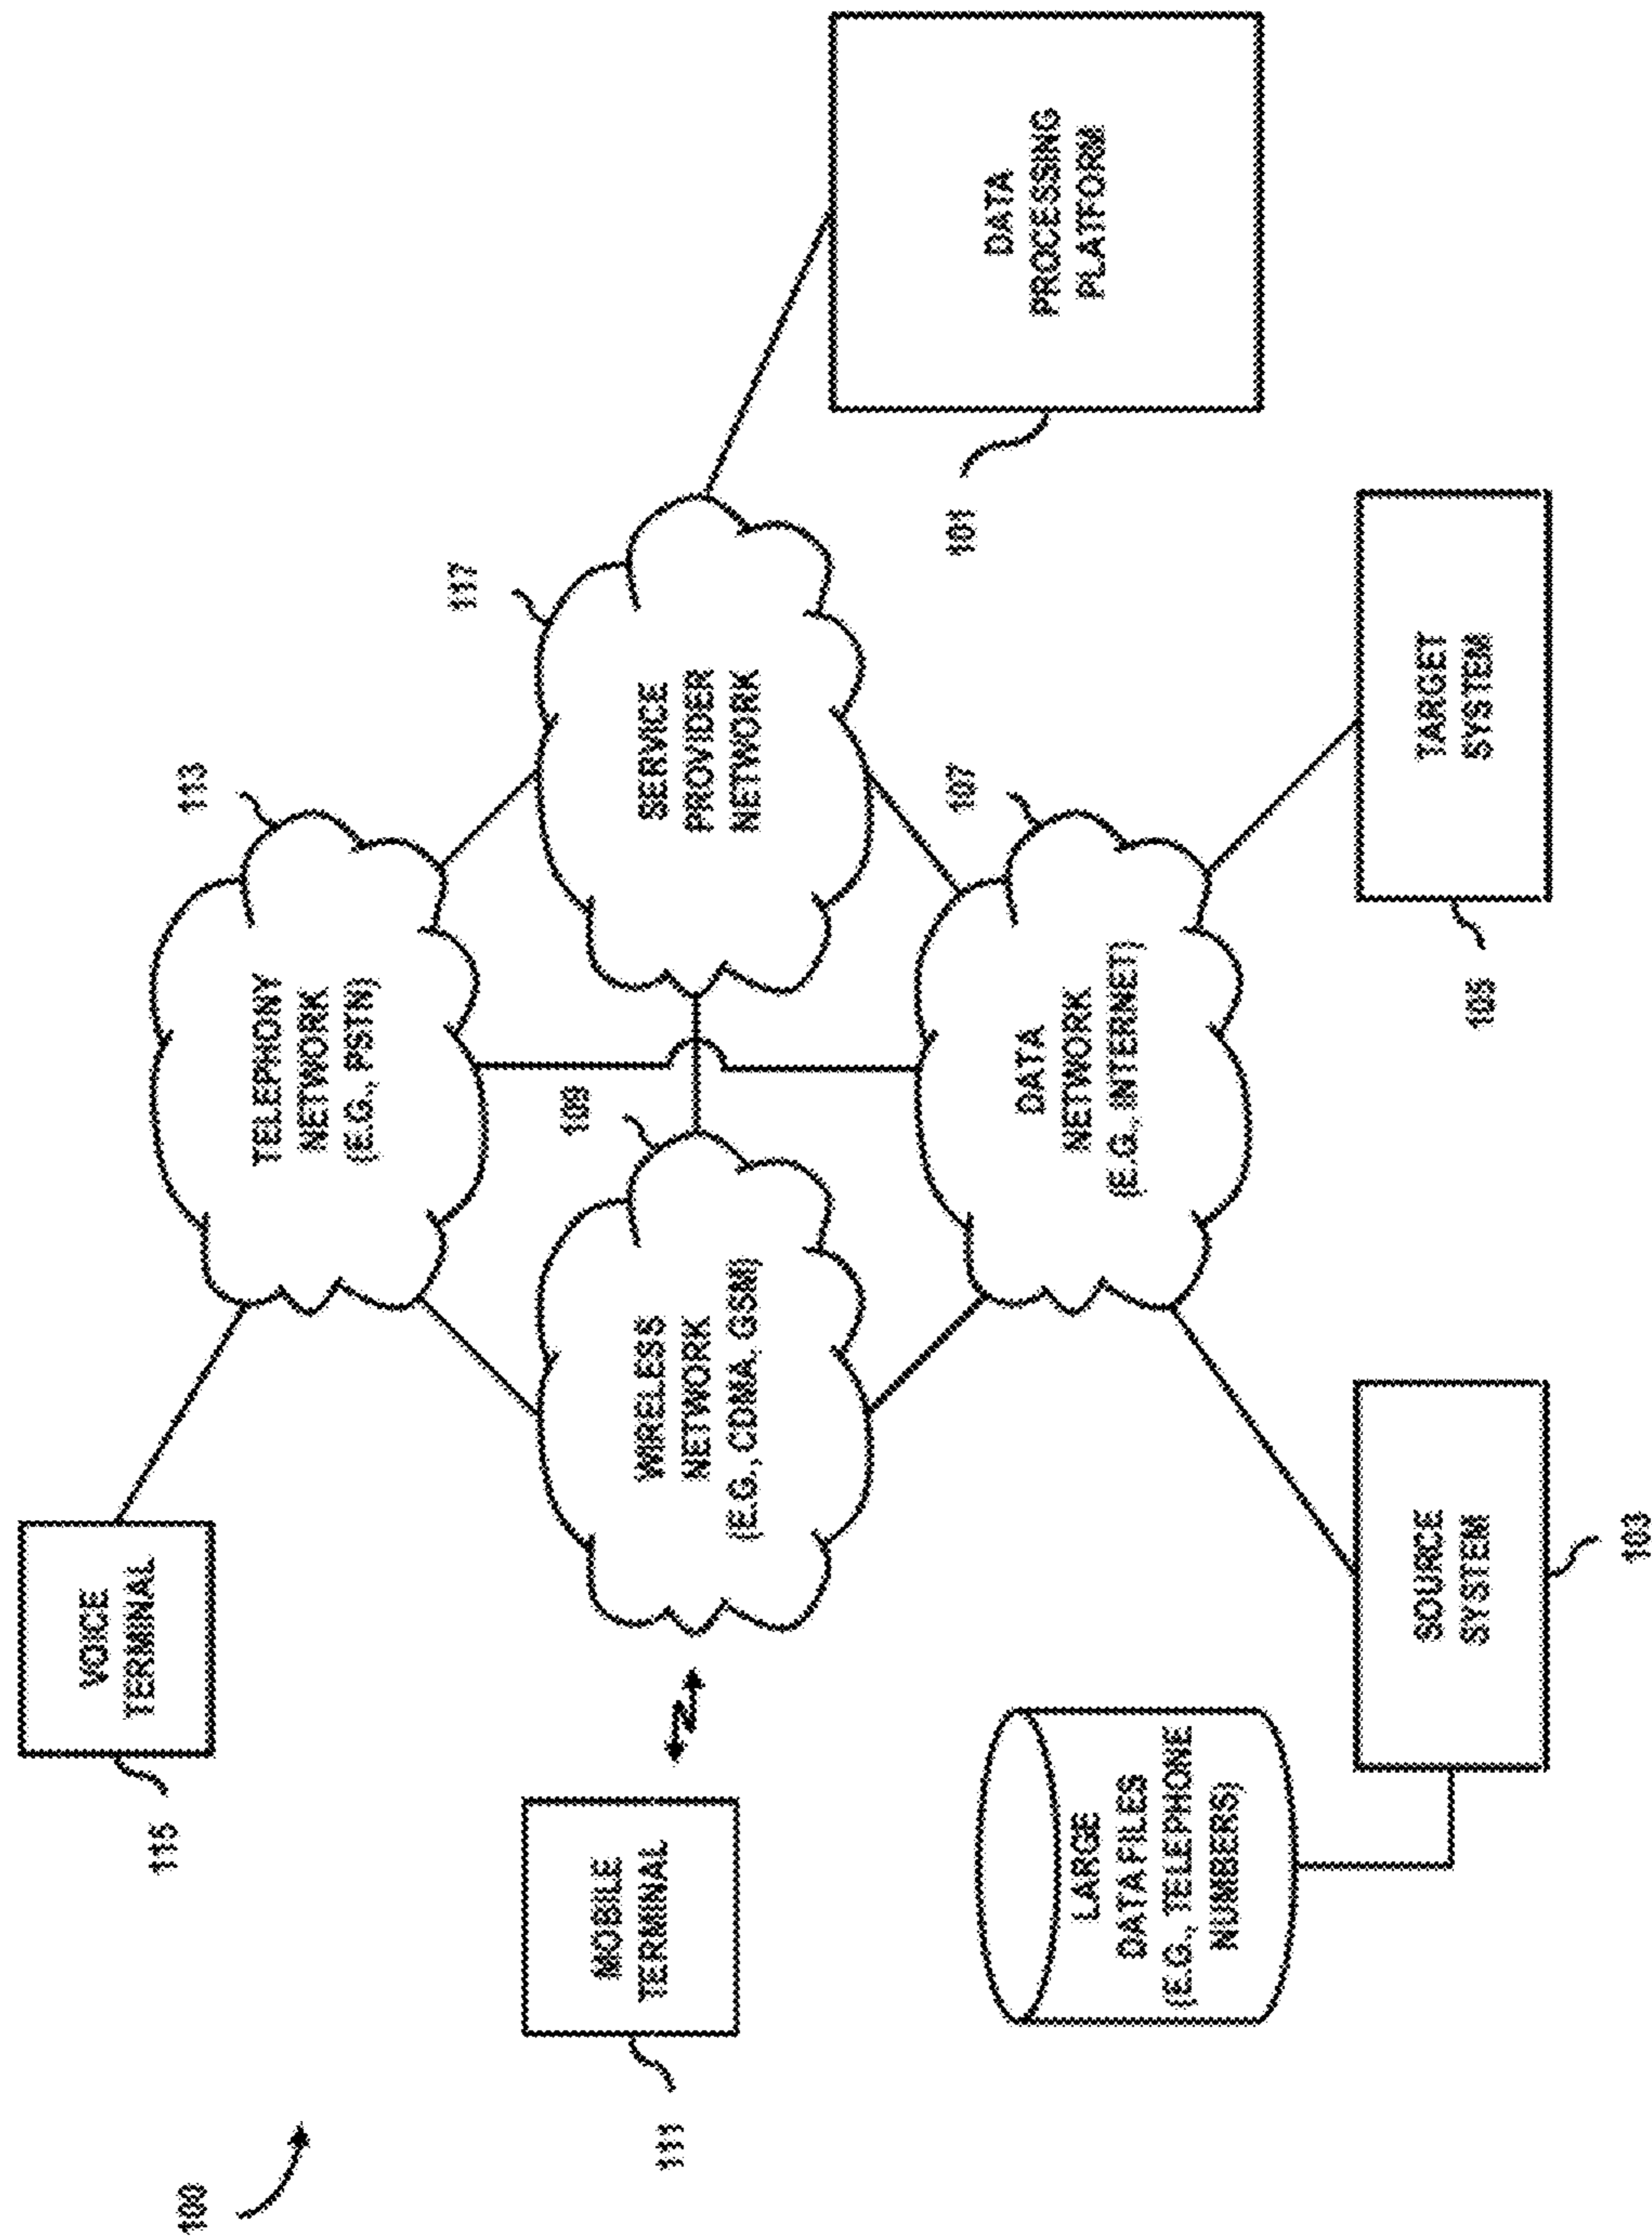 100
115
VOICE
TERMINAL
113
TELEPHONY
NETWORK
(E.G., PSTN)
111
MOBILE
TERMINAL
109
WIRELESS
NETWORK
(E.G., CDMA, GSM)
117
SERVICE
PROVIDER
NETWORK
LARGE
DATA FILES
(E.G., TELEPHONE
NUMBERS)
107
DATA
NETWORK
(E.G., INTERNET)
101
DATA
PROCESSING
PLATFORM
SOURCE
SYSTEM
103
TARGET
SYSTEM
105